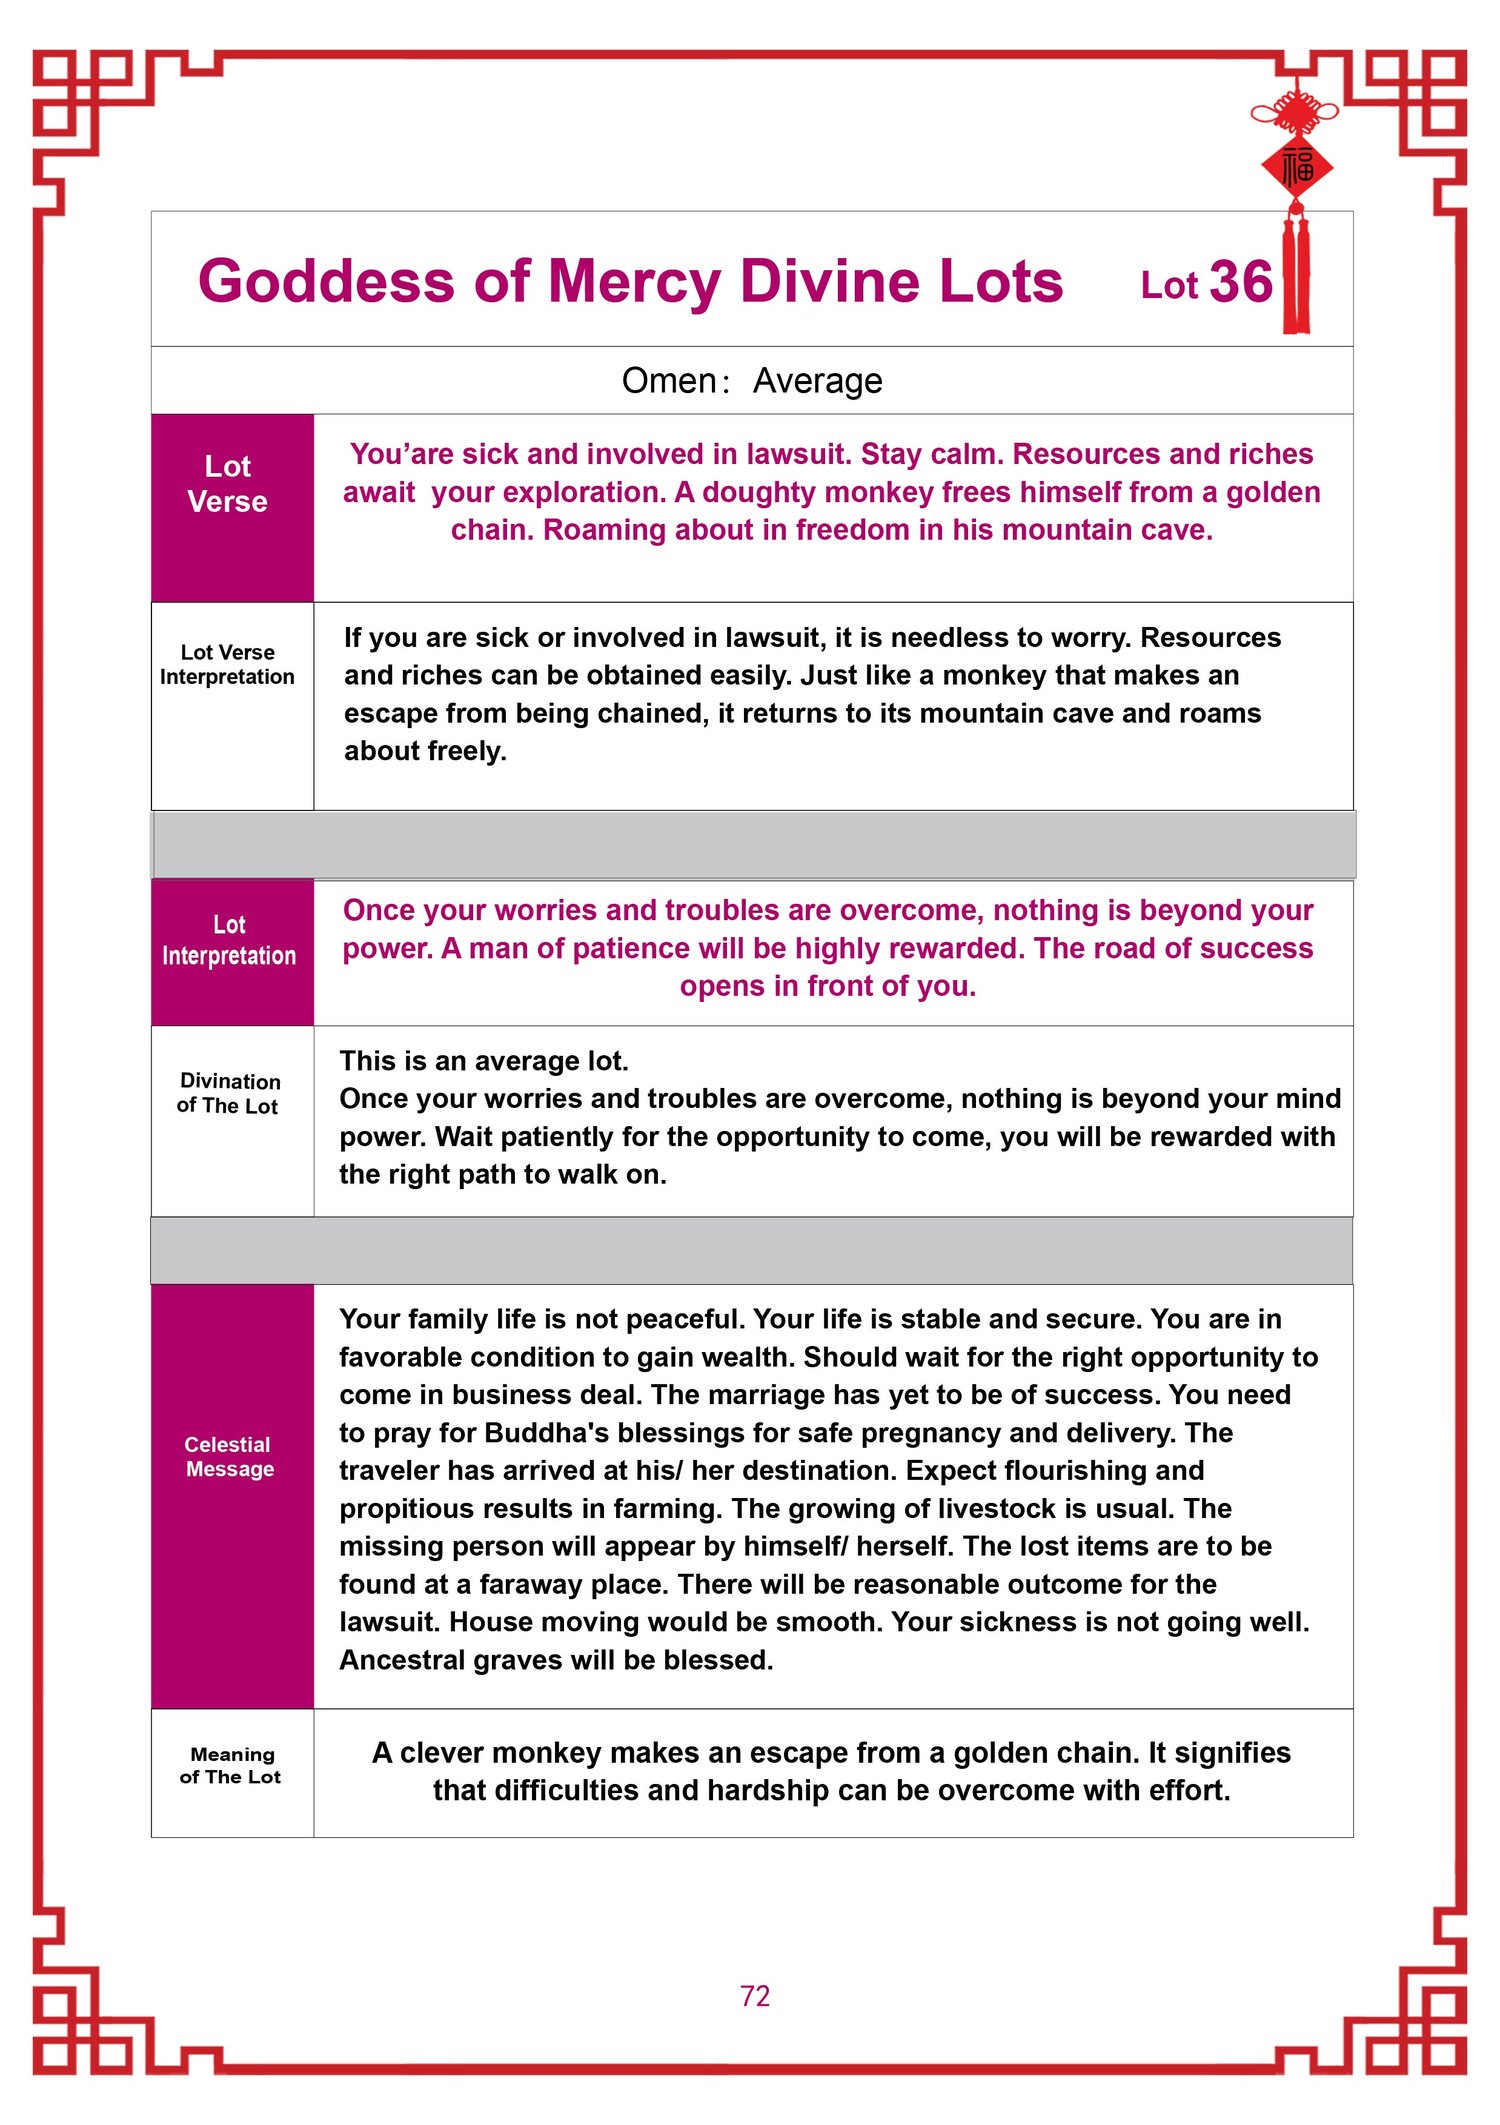 福
Goddess of Mercy Divine Lots Lot 36
Omen： Average
Lot
Verse
You’are sick and involved in lawsuit. Stay calm. Resources and riches
await your exploration. A doughty monkey frees himself from a golden
chain. Roaming about in freedom in his mountain cave.
Lot Verse
Interpretation
If you are sick or involved in lawsuit, it is needless to worry. Resources
and riches can be obtained easily. Just like a monkey that makes an
escape from being chained, it returns to its mountain cave and roams
about freely.
Lot
Interpretation
Once your worries and troubles are overcome, nothing is beyond your
power. A man of patience will be highly rewarded. The road of success
opens in front of you.
Divination
of The Lot
This is an average lot.
Once your worries and troubles are overcome, nothing is beyond your mind
power. Wait patiently for the opportunity to come, you will be rewarded with
the right path to walk on.
Celestial
Message
Your family life is not peaceful. Your life is stable and secure. You are in
favorable condition to gain wealth. Should wait for the right opportunity to
come in business deal. The marriage has yet to be of success. You need
to pray for Buddha's blessings for safe pregnancy and delivery. The
traveler has arrived at his/ her destination. Expect flourishing and
propitious results in farming. The growing of livestock is usual. The
missing person will appear by himself/ herself. The lost items are to be
found at a faraway place. There will be reasonable outcome for the
lawsuit. House moving would be smooth. Your sickness is not going well.
Ancestral graves will be blessed.
Meaning
of The Lot
A clever monkey makes an escape from a golden chain. It signifies
that difficulties and hardship can be overcome with effort.
72